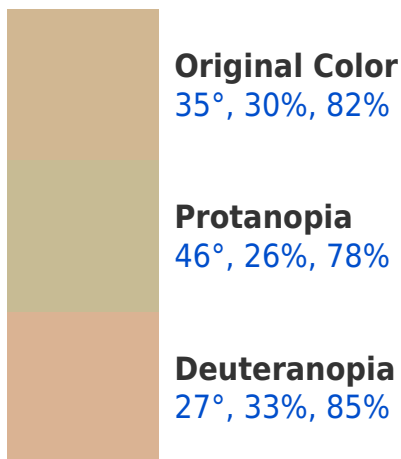 Original Color
35°, 30%, 82%
Protanopia
46°, 26%, 78%
Deuteranopia
27°, 33%, 85%